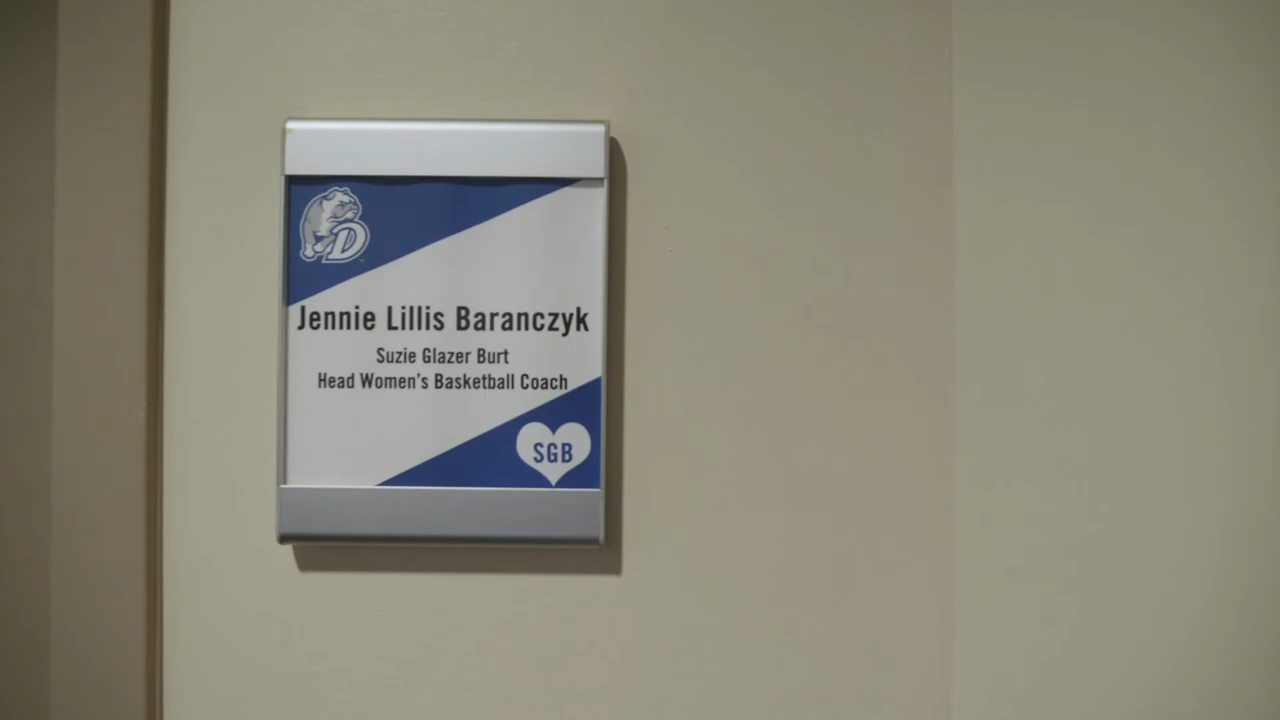 D
Jennie Lillis Baranczyk
Suzie Glazer Burt
Head Women's Basketball Coach
SGB